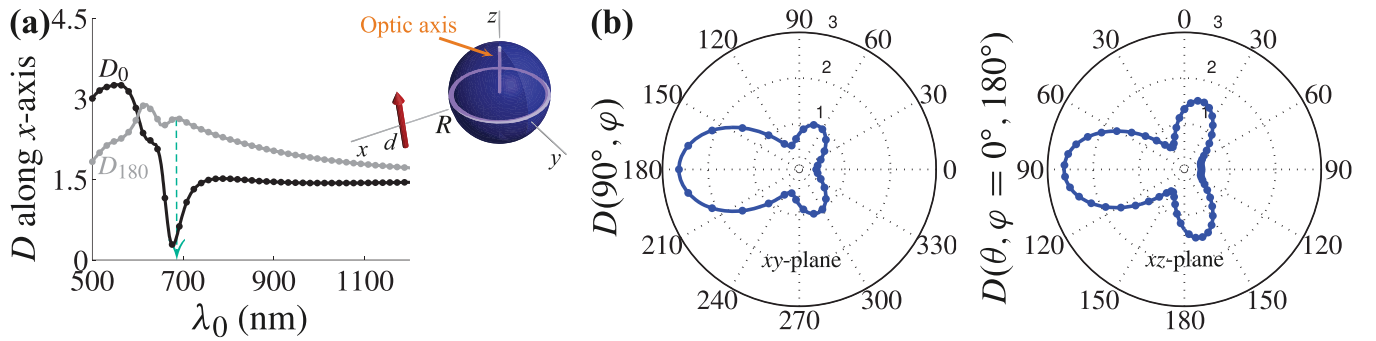 (a)
4.5
3
1.5
0
D along x-axis
D0
D180
500
700
900
1100
λ0 (nm)
Optic axis
z
x
y
R
d
(b)
D(90°, φ)
90
3
120
60
2
150
30
1
180
0
210
330
xy-plane
240
300
270
D(θ, φ = 0°, 180°)
0
3
30
30
2
60
60
1
90
90
120
120
xz-plane
150
150
180